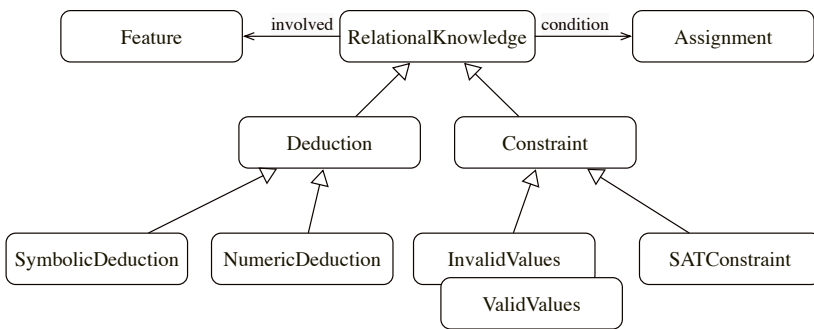 Feature
involved
RelationalKnowledge
condition
Assignment
Deduction
Constraint
SymbolicDeduction
NumericDeduction
InvalidValues
SATConstraint
ValidValues